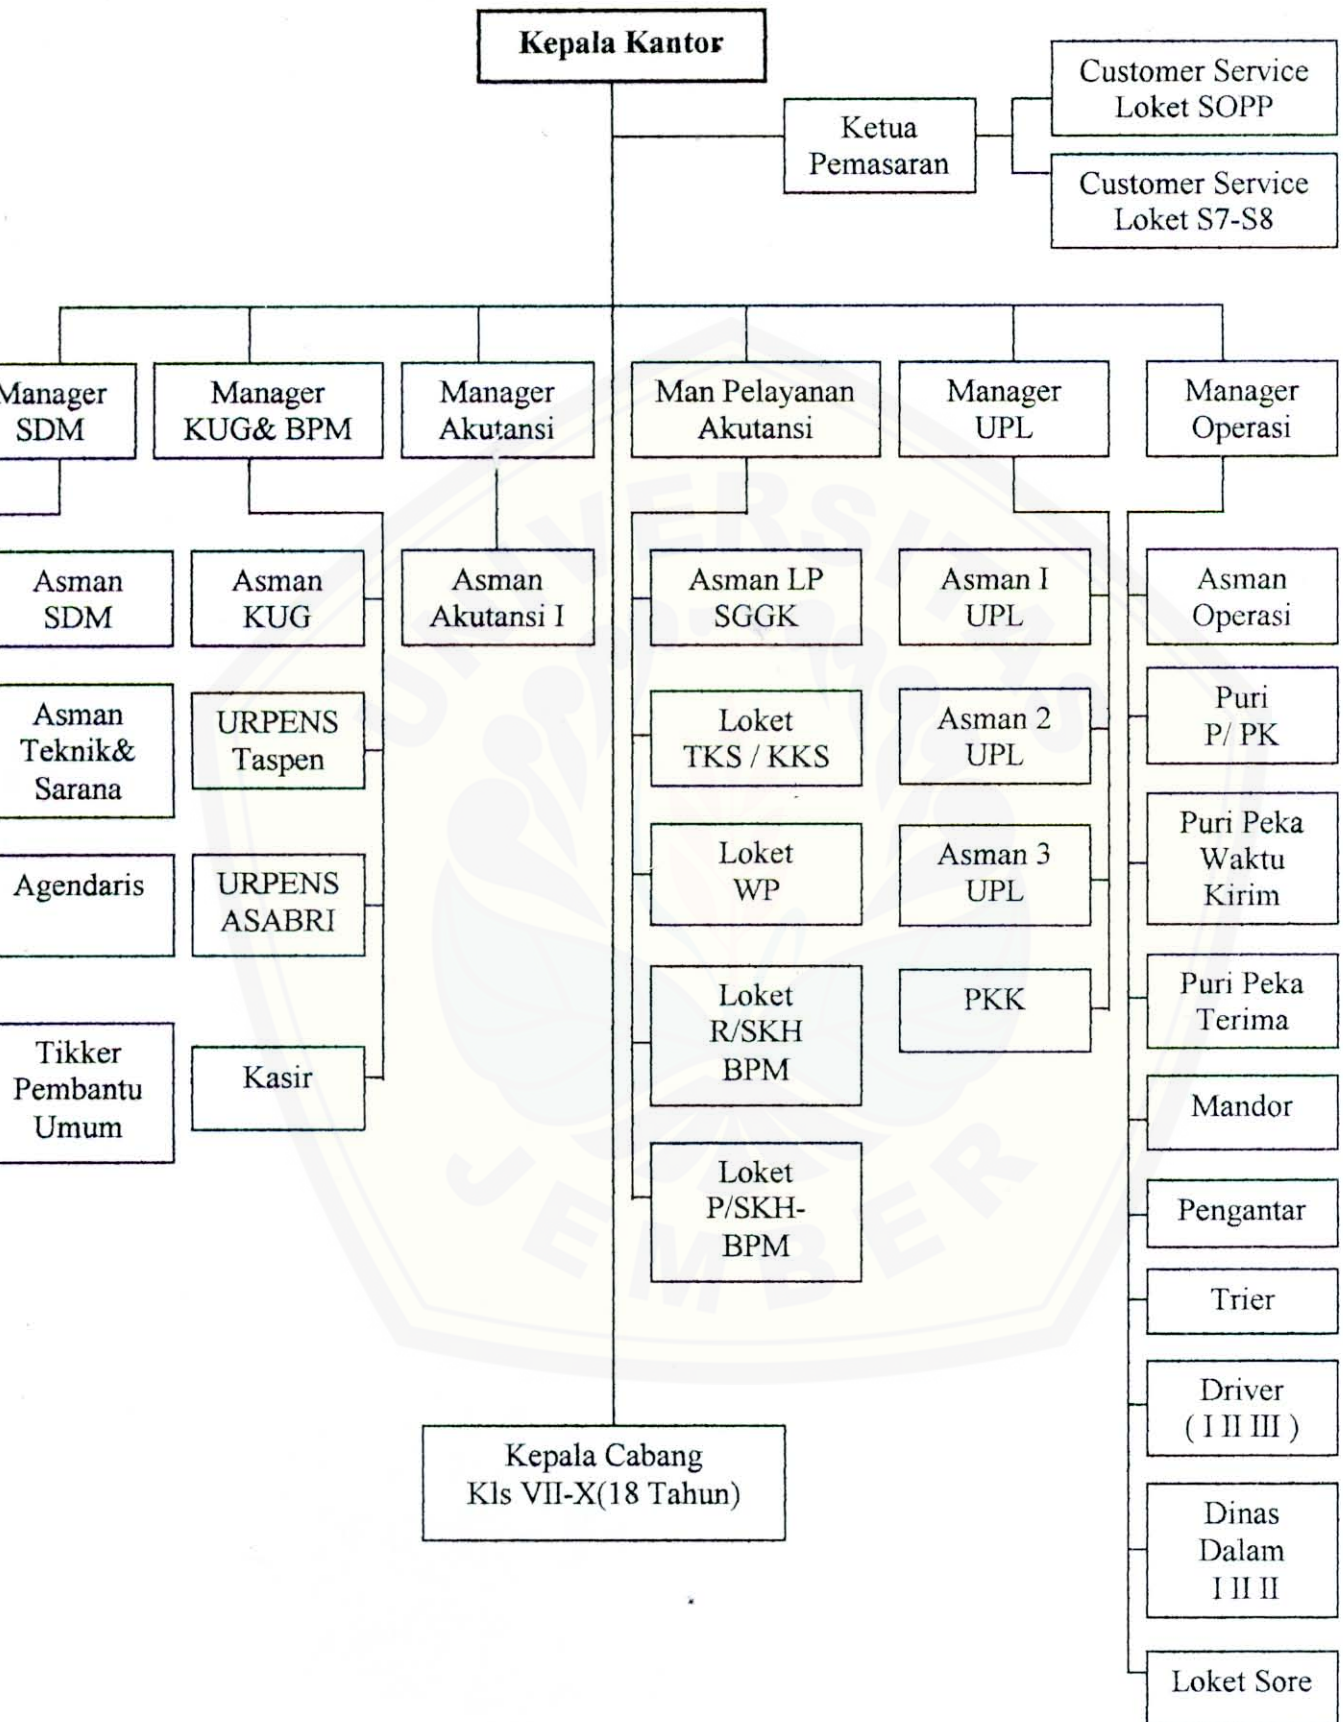 Kepala Kantor
Customer Service
Loket SOPP
Ketua
Pemasaran
Customer Service
Loket S7-S8
Manager
SDM
Manager
KUG& BPM
Manager
Akutansi
Man Pelayanan
Akutansi
Manager
UPL
Manager
Operasi
Asman
SDM
Asman
KUG
Asman
Akutansi I
Asman LP
SGGK
Asman I
UPL
Asman
Operasi
Asman
Teknik&
Sarana
URPENS
Taspen
Loket
TKS / KKS
Asman 2
UPL
Puri
P/ PK
Agendaris
URPENS
ASABRI
Loket
WP
Asman 3
UPL
Puri Peka
Waktu
Kirim
Tikker
Pembantu
Umum
Kasir
Loket
R/SKH
BPM
PKK
Puri Peka
Terima
Mandor
Loket
P/SKH-
BPM
Pengantar
Trier
Driver
( I II III )
Kepala Cabang
Kls VII-X(18 Tahun)
Dinas
Dalam
I II II
Loket Sore
UNIVERSITAS
JEMBER